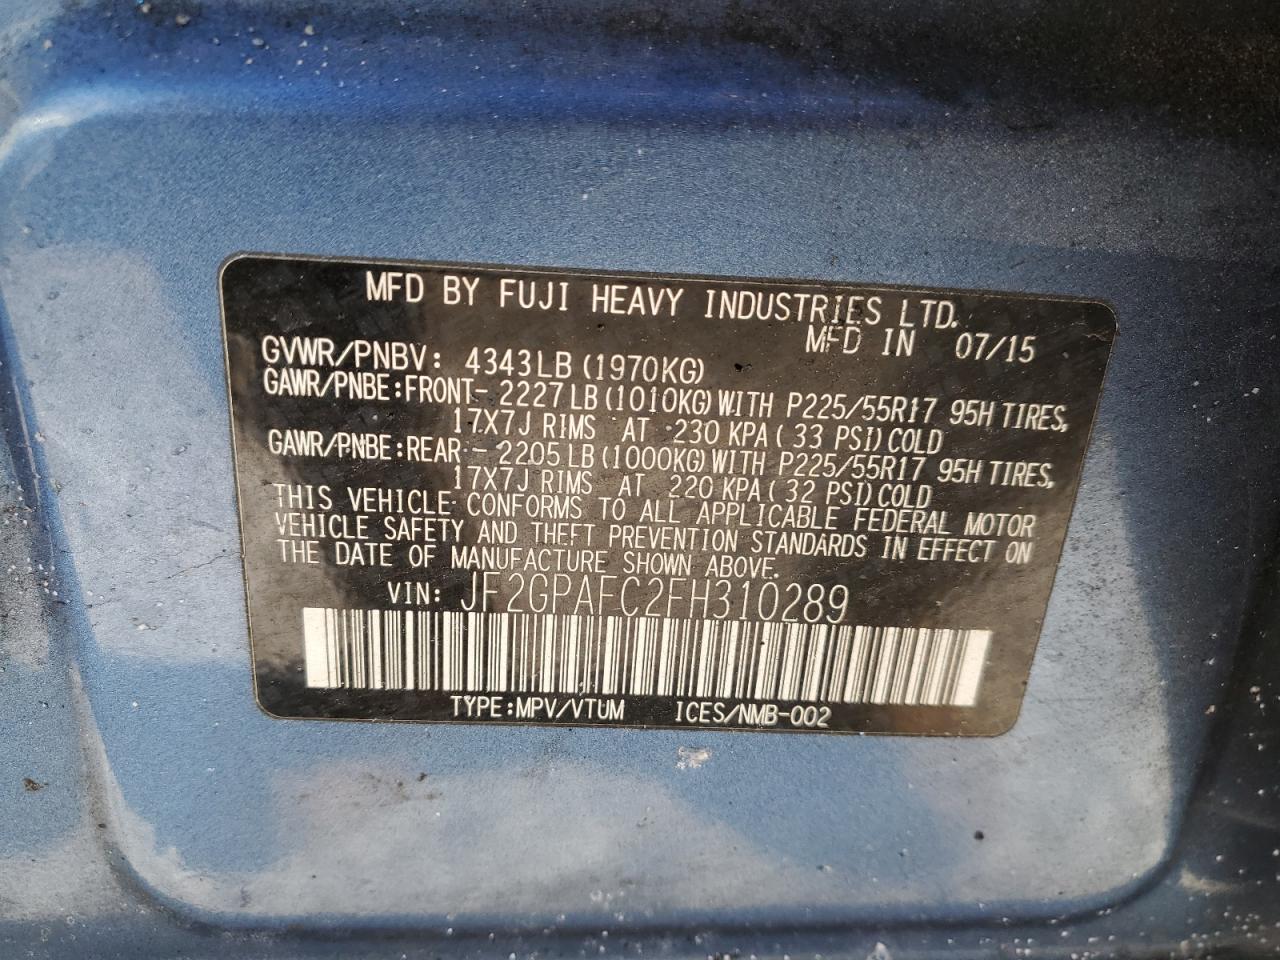 MFD BY FUJI HEAVY INDUSTRIES LTD.
MFD IN 07/15
GVWR/PNBV: 4343LB (1970KG)
GAWR/PNBE:FRONT- 2227LB (1010KG) WITH P225/55R17 95H TIRES,
17X7J RIMS AT 230 KPA ( 33 PSI) COLD
GAWR/PNBE:REAR - 2205LB (1000KG) WITH P225/55R17 95H TIRES,
17X7J RIMS AT 220 KPA ( 32 PSI) COLD
THIS VEHICLE CONFORMS TO ALL APPLICABLE FEDERAL MOTOR
VEHICLE SAFETY AND THEFT PREVENTION STANDARDS IN EFFECT ON
THE DATE OF MANUFACTURE SHOWN ABOVE.
VIN: JF2GPAFC2FH310289
TYPE:MPV/VTUM ICES/NMB-002